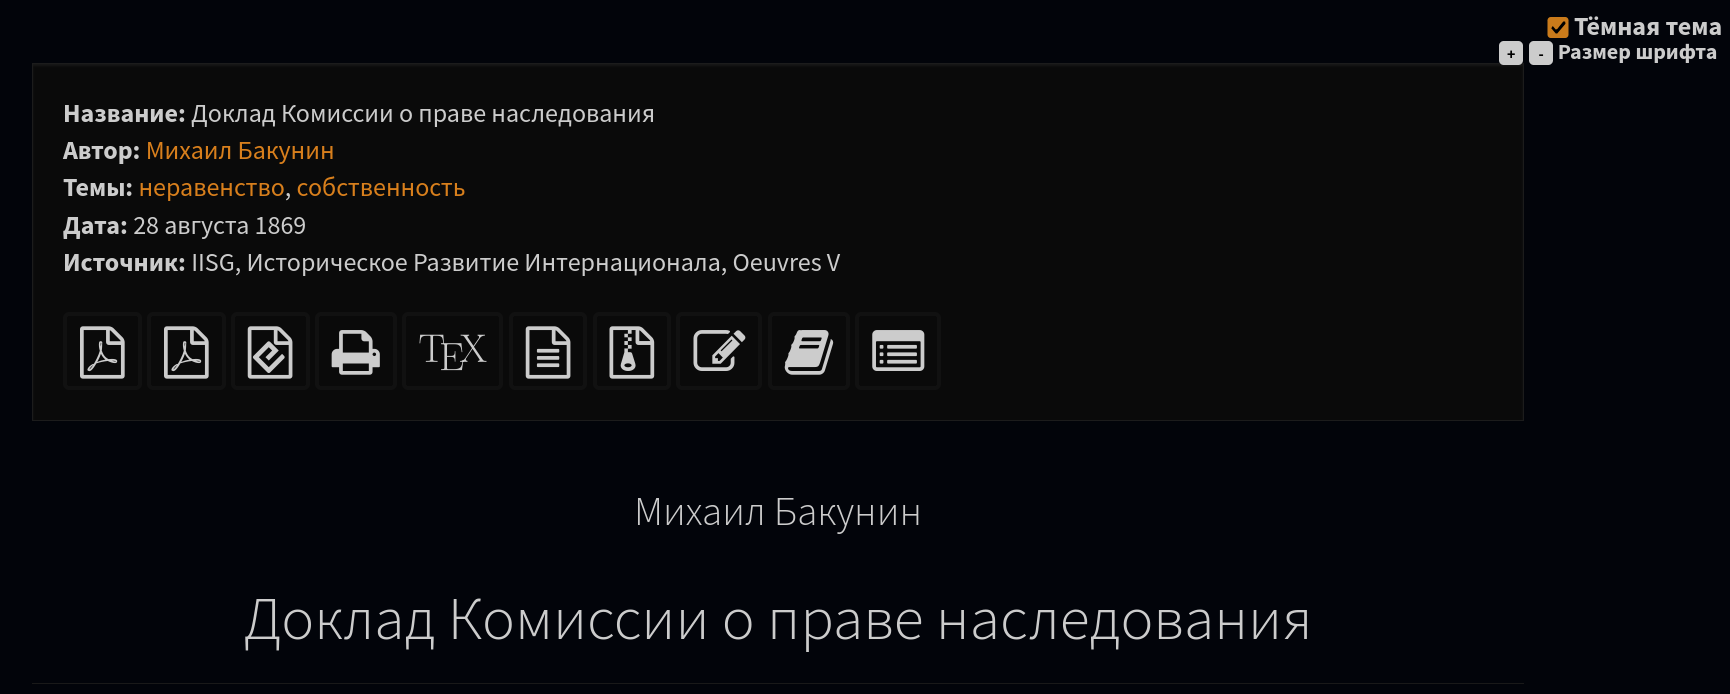 Тёмная тема
+ - Размер шрифта
Название: Доклад Комиссии о праве наследования
Автор: Михаил Бакунин
Темы: неравенство, собственность
Дата: 28 августа 1869
Источник: IISG, Историческое Развитие Интернационала, Oeuvres V
TEX
Михаил Бакунин
Доклад Комиссии о праве наследования